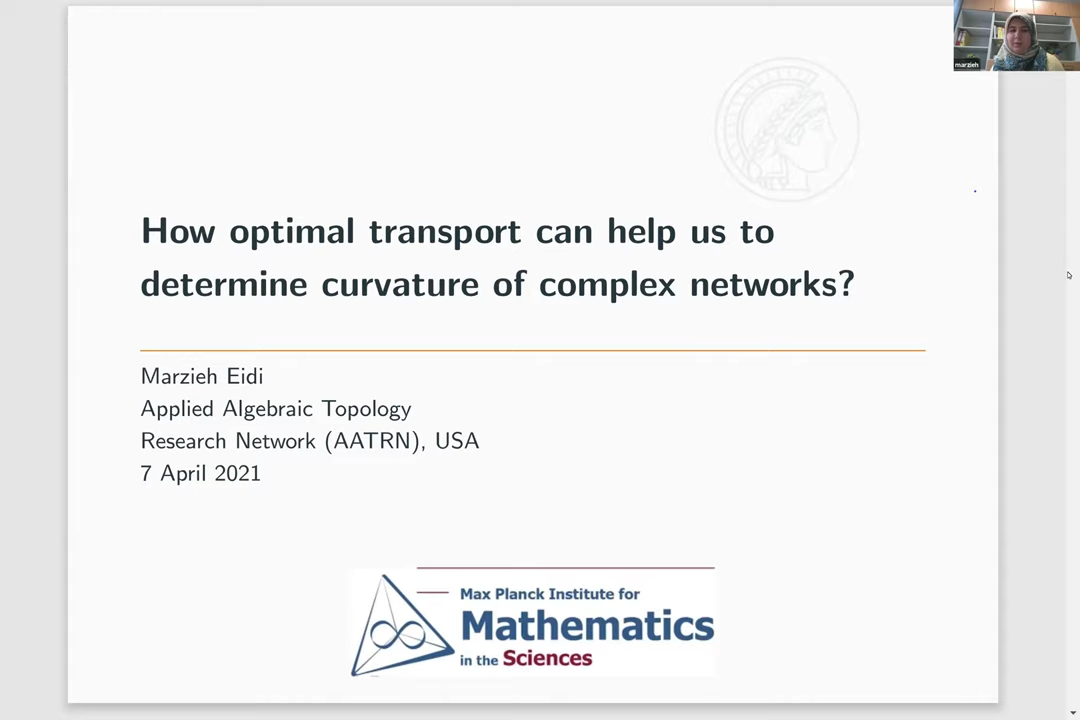 marzieh
How optimal transport can help us to
determine curvature of complex networks?
Marzieh Eidi
Applied Algebraic Topology
Research Network (AATRN), USA
7 April 2021
Max Planck Institute for
Mathematics
in the Sciences